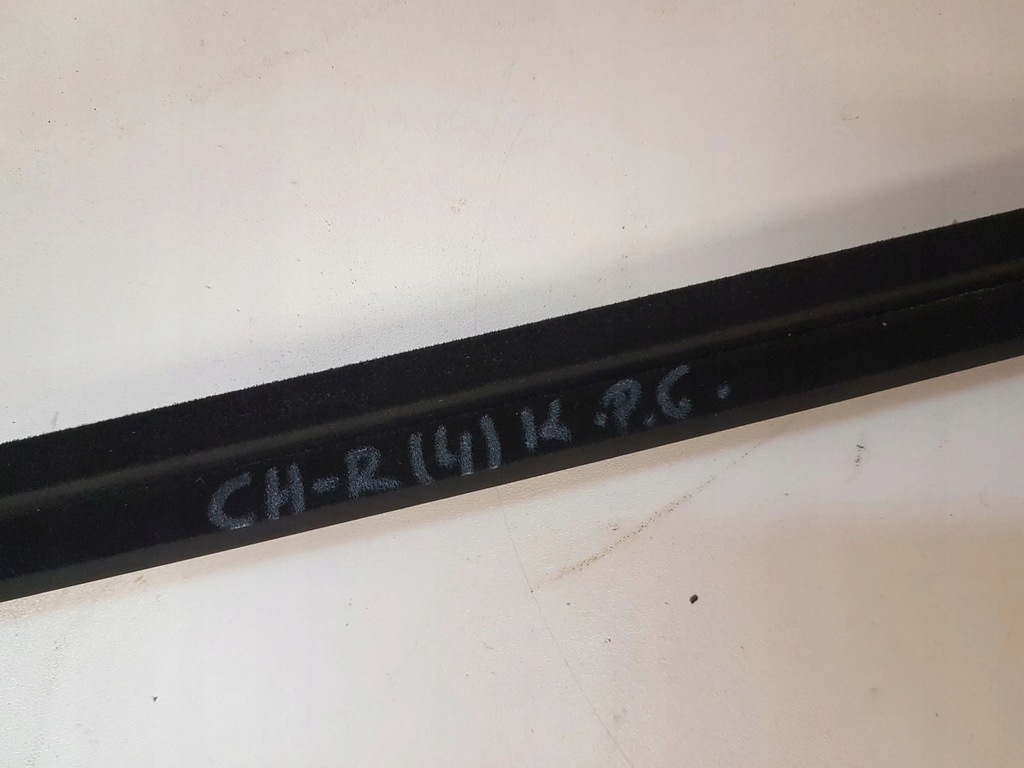 CH-R (4) K .P.G.